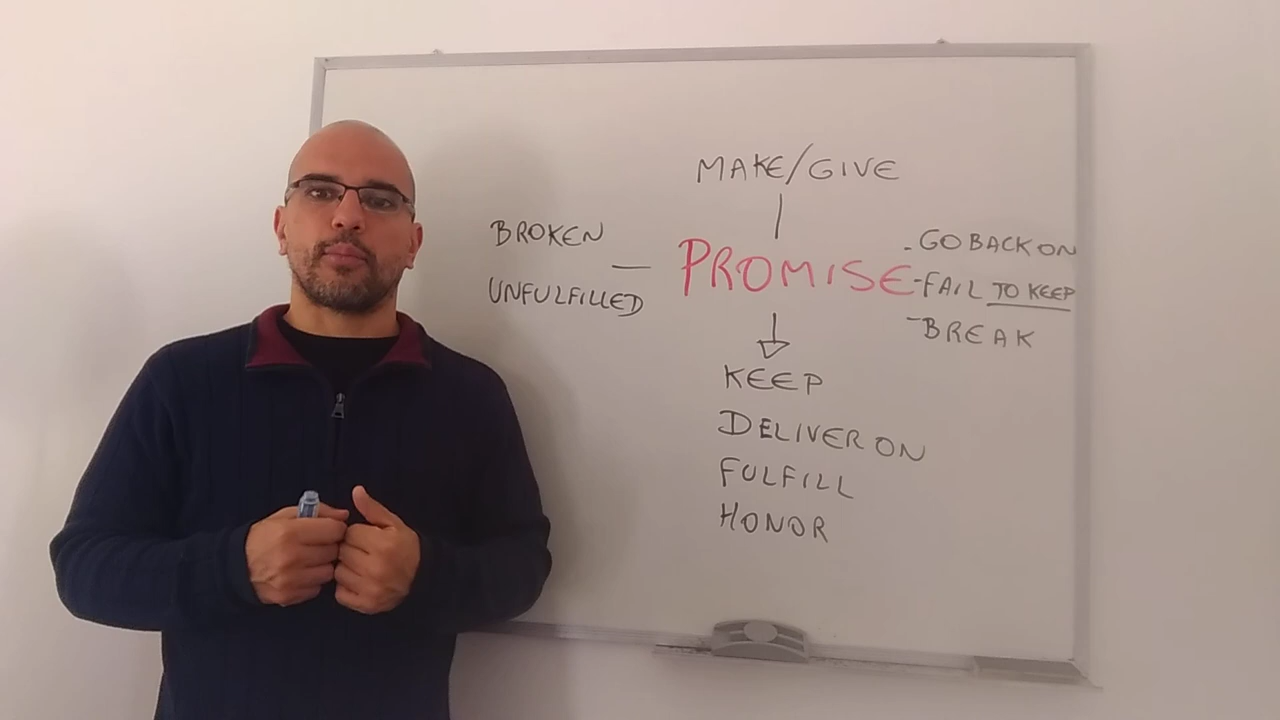 MAKE/GIVE
BROKEN
UNFULFILLED
PROMISE
- GO BACK ON
- FAIL TO KEEP
- BREAK
KEEP
DELIVER ON
FULFILL
HONOR